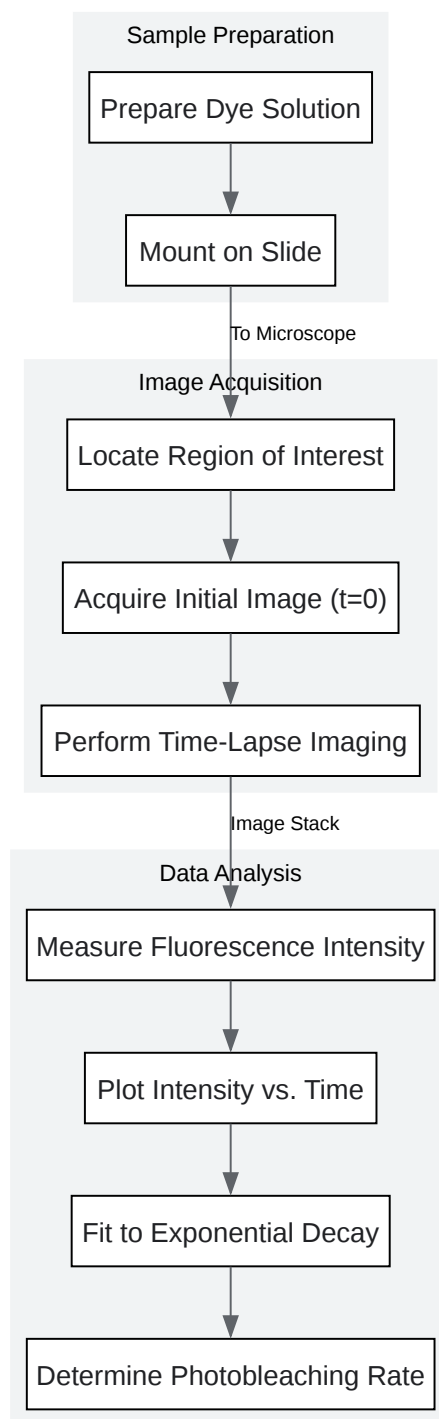 Sample Preparation
Prepare Dye Solution
Mount on Slide
To Microscope
Image Acquisition
Locate Region of Interest
Acquire Initial Image (t=0)
Perform Time-Lapse Imaging
Image Stack
Data Analysis
Measure Fluorescence Intensity
Plot Intensity vs. Time
Fit to Exponential Decay
Determine Photobleaching Rate